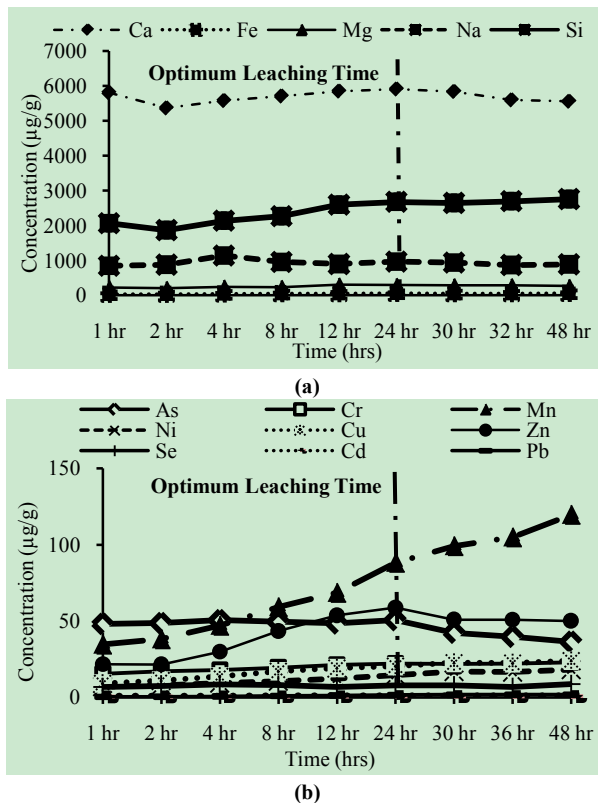 Ca Fe Mg Na Si
7000
6000
5000
4000
3000
2000
1000
0
Concentration (µg/g)
Optimum Leaching Time
1 hr 2 hr 4 hr 8 hr 12 hr 24 hr 30 hr 32 hr 48 hr
Time (hrs)
(a)
As Cr Mn
Ni Cu Zn
Se Cd Pb
150
100
50
0
Concentration (µg/g)
Optimum Leaching Time
1 hr 2 hr 4 hr 8 hr 12 hr 24 hr 30 hr 36 hr 48 hr
Time (hrs)
(b)